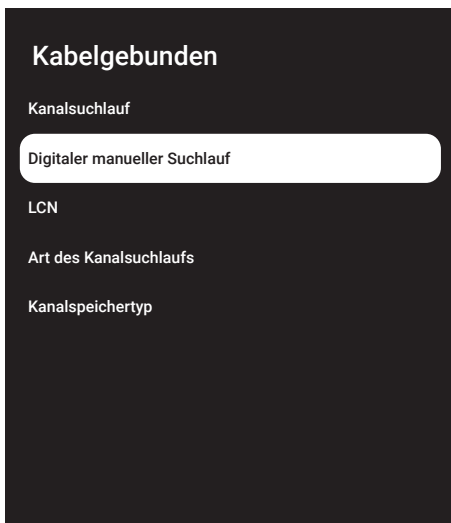 Kabelgebunden
Kanalsuchlauf
Digitaler manueller Suchlauf
LCN
Art des Kanalsuchlaufs
Kanalspeichertyp